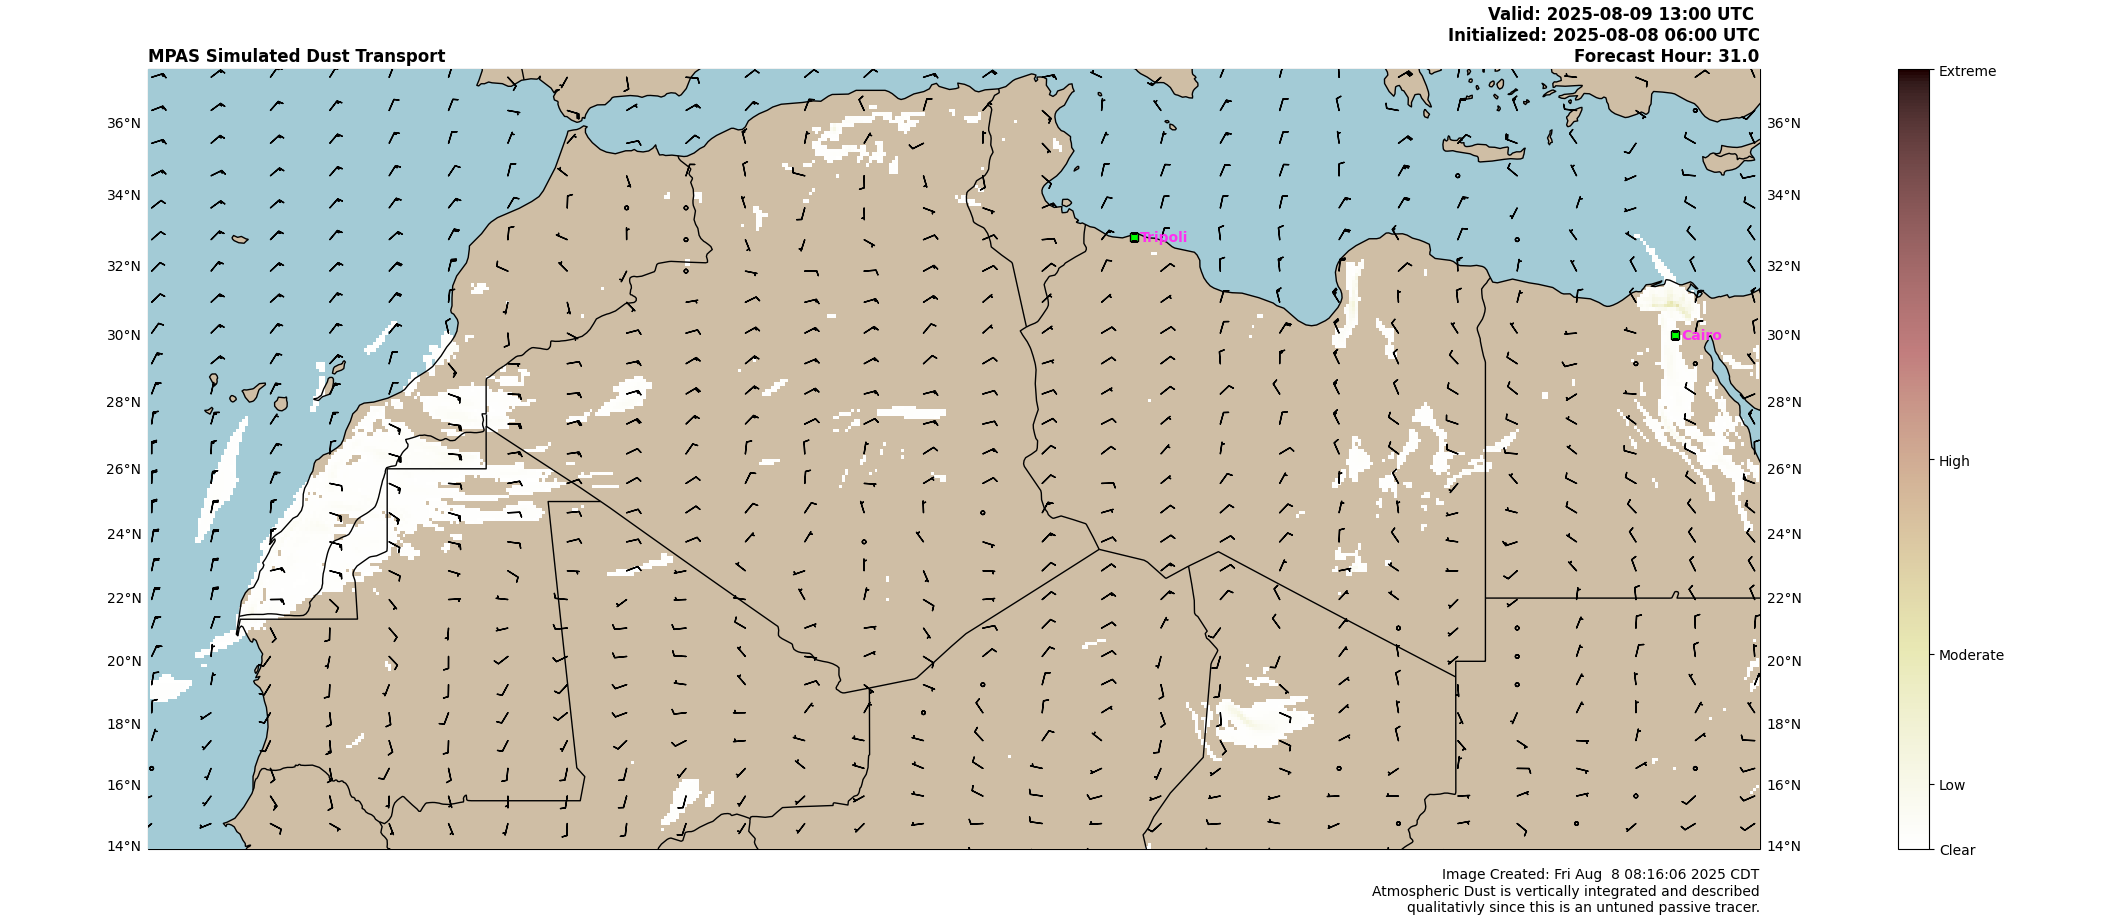 Valid: 2025-08-09 13:00 UTC
Initialized: 2025-08-08 06:00 UTC
MPAS Simulated Dust Transport
Forecast Hour: 31.0
Extreme
36°N
36°N
34°N
34°N
Tripoli
32°N
32°N
30°N
Cairo
30°N
28°N
28°N
High
26°N
26°N
24°N
24°N
22°N
22°N
Moderate
20°N
20°N
18°N
18°N
16°N
16°N
Low
14°N
14°N
Clear
Image Created: Fri Aug  8 08:16:06 2025 CDT
Atmospheric Dust is vertically integrated and described
qualitativly since this is an untuned passive tracer.